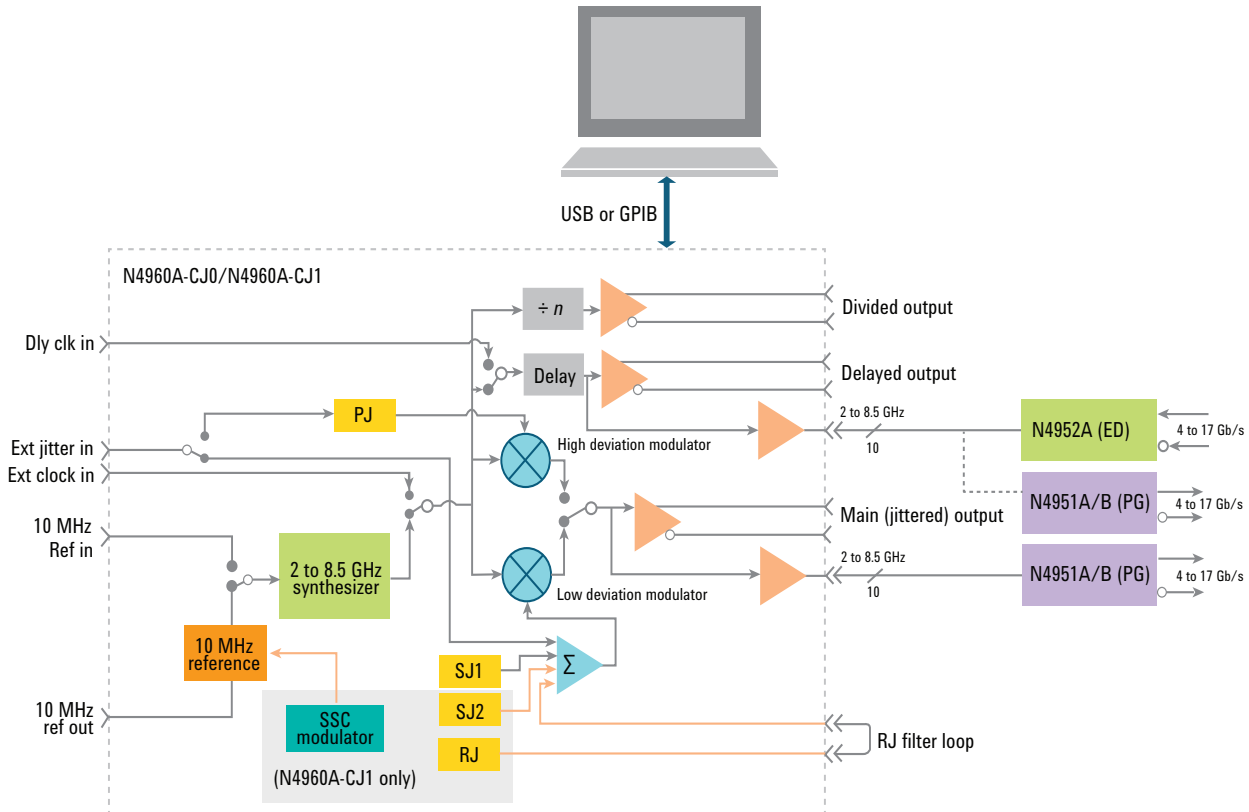 USB or GPIB
N4960A-CJ0/N4960A-CJ1
÷ n
Divided output
Dly clk in
Delay
Delayed output
PJ
2 to 8.5 GHz
10
N4952A (ED)
4 to 17 Gb/s
Ext jitter in
High deviation modulator
Ext clock in
N4951A/B (PG)
4 to 17 Gb/s
10 MHz
Ref in
Main (jittered) output
2 to 8.5 GHz
synthesizer
2 to 8.5 GHz
10
N4951A/B (PG)
4 to 17 Gb/s
Low deviation modulator
10 MHz
reference
Σ
SJ1
SJ2
10 MHz
ref out
SSC
modulator
RJ
RJ filter loop
(N4960A-CJ1 only)